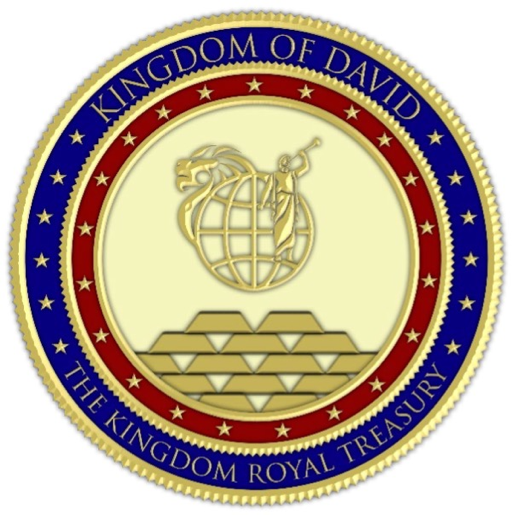 KINGDOM OF DAVID
THE KINGDOM ROYAL TREASURY